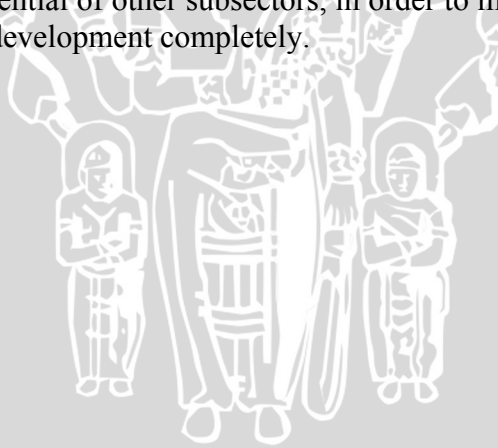 ential of other subsectors, in order to
development completely.